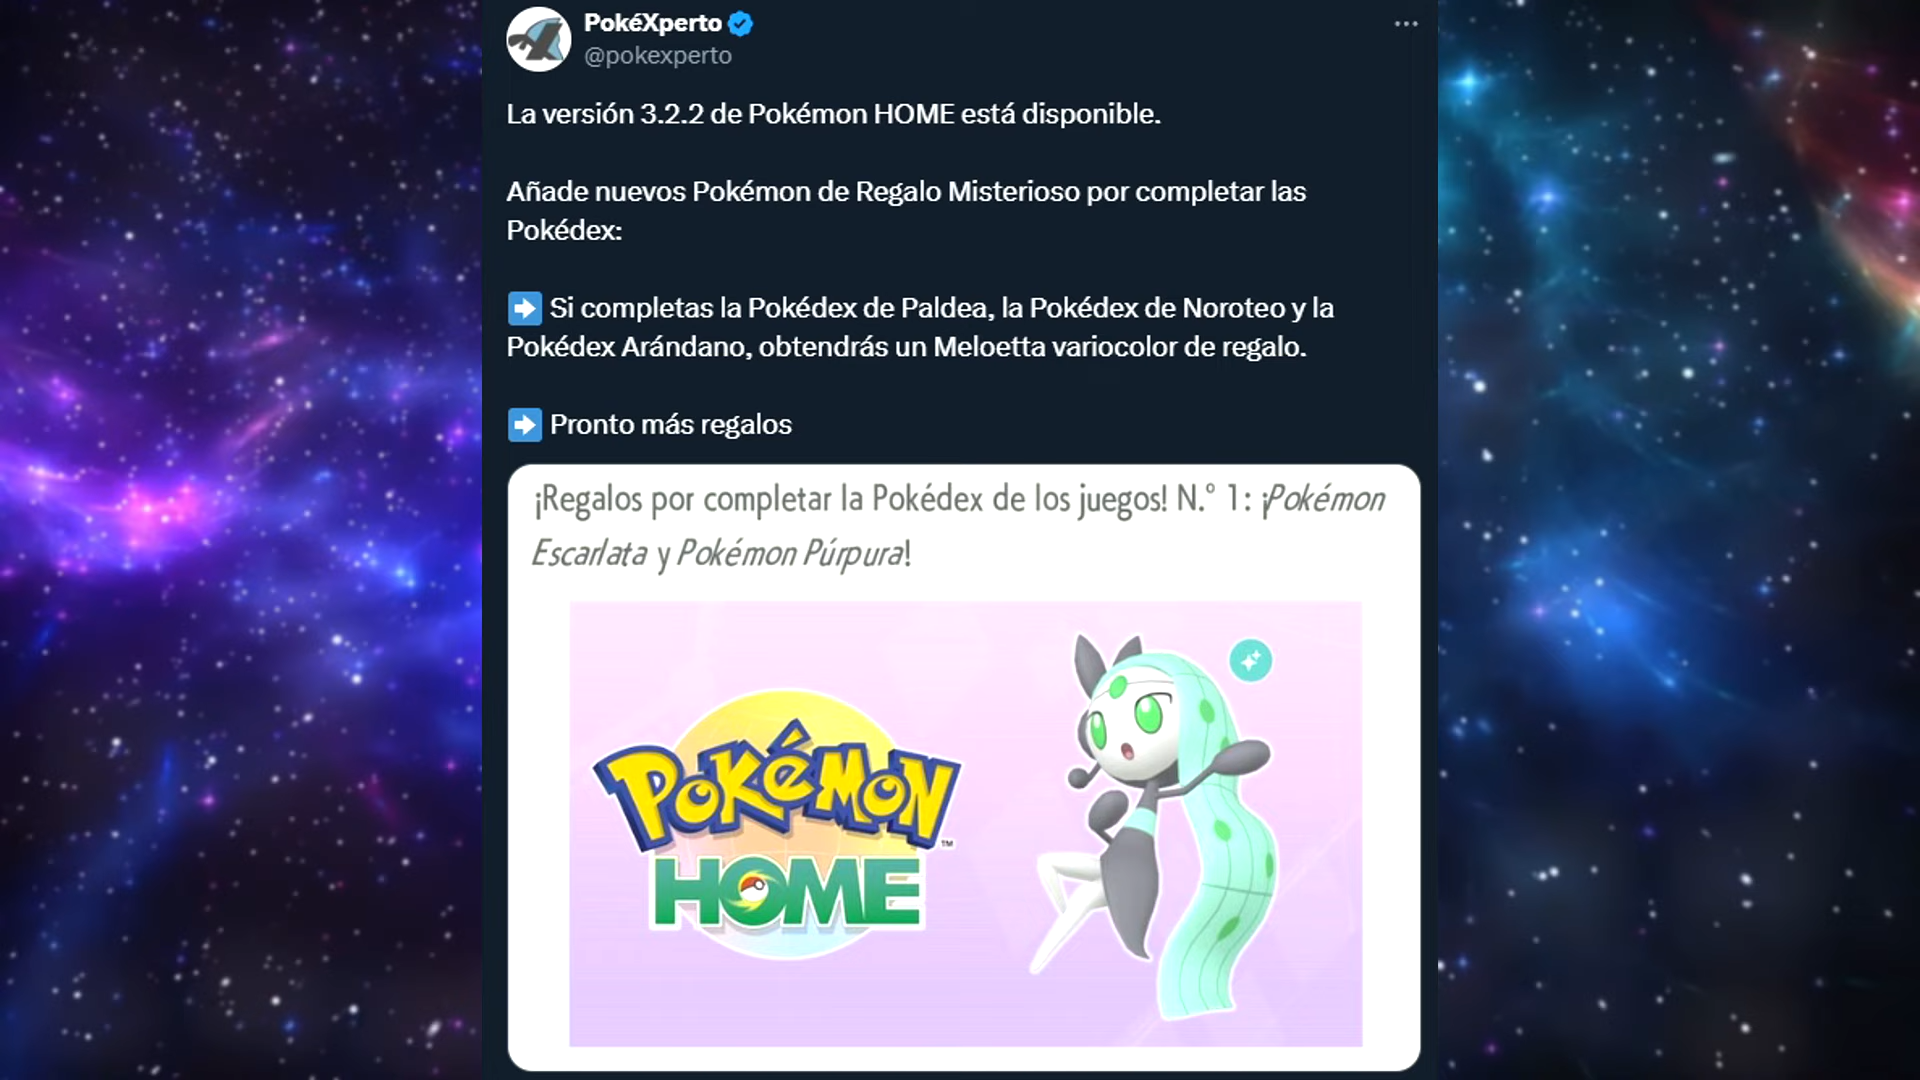 PokéXperto
@pokexperto
La versión 3.2.2 de Pokémon HOME está disponible.
Añade nuevos Pokémon de Regalo Misterioso por completar las
Pokédex:
➡️ Si completas la Pokédex de Paldea, la Pokédex de Noroteo y la
Pokédex Arándano, obtendrás un Meloetta variocolor de regalo.
➡️ Pronto más regalos
¡Regalos por completar la Pokédex de los juegos! N.° 1: ¡Pokémon
Escarlata y Pokémon Púrpura!
POKéMON
TM
HOME